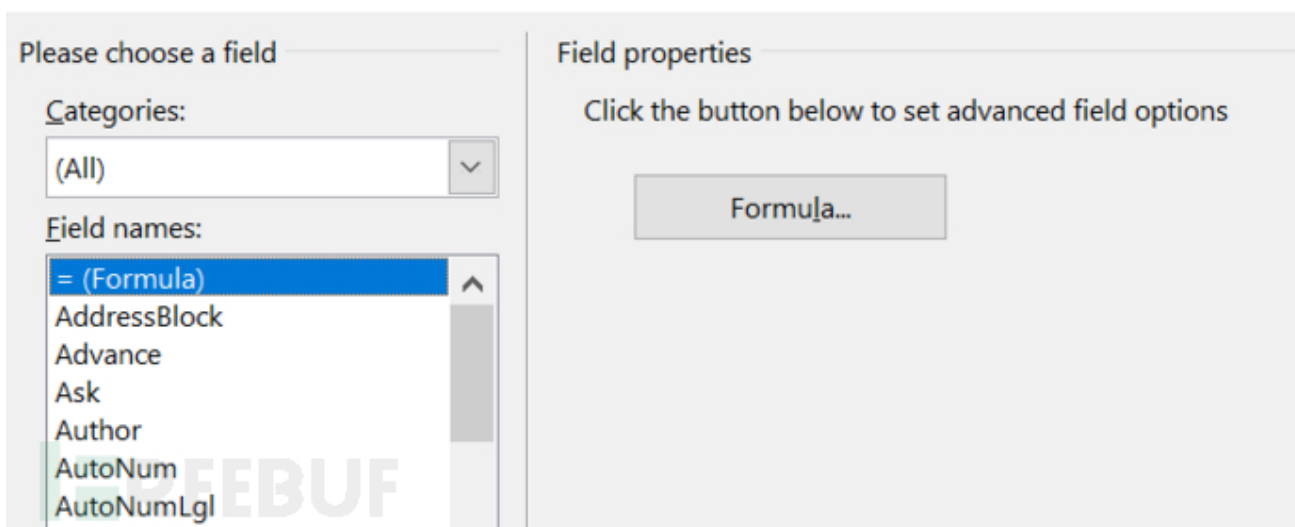 Please choose a field
Categories:
(All)
Field names:
= (Formula)
AddressBlock
Advance
Ask
Author
AutoNum
AutoNumLgl
Field properties
Click the button below to set advanced field options
Formula...
REEBUF